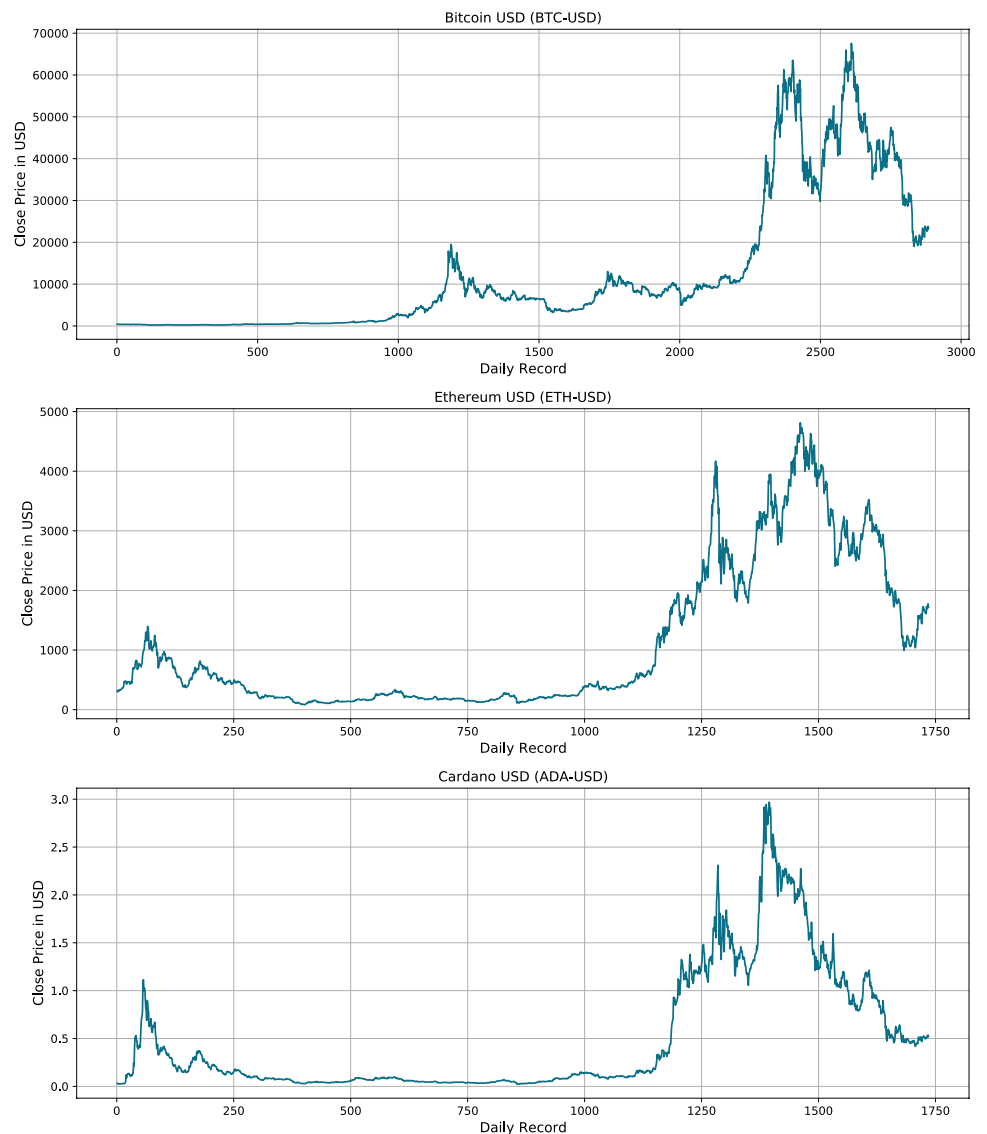 Bitcoin USD (BTC-USD)
70000
60000
50000
40000
30000
20000
10000
0
Close Price in USD
0 500 1000 1500 2000 2500 3000
Daily Record
Ethereum USD (ETH-USD)
5000
4000
3000
2000
1000
0
Close Price in USD
0 250 500 750 1000 1250 1500 1750
Daily Record
Cardano USD (ADA-USD)
3.0
2.5
2.0
1.5
1.0
0.5
0.0
Close Price in USD
0 250 500 750 1000 1250 1500 1750
Daily Record